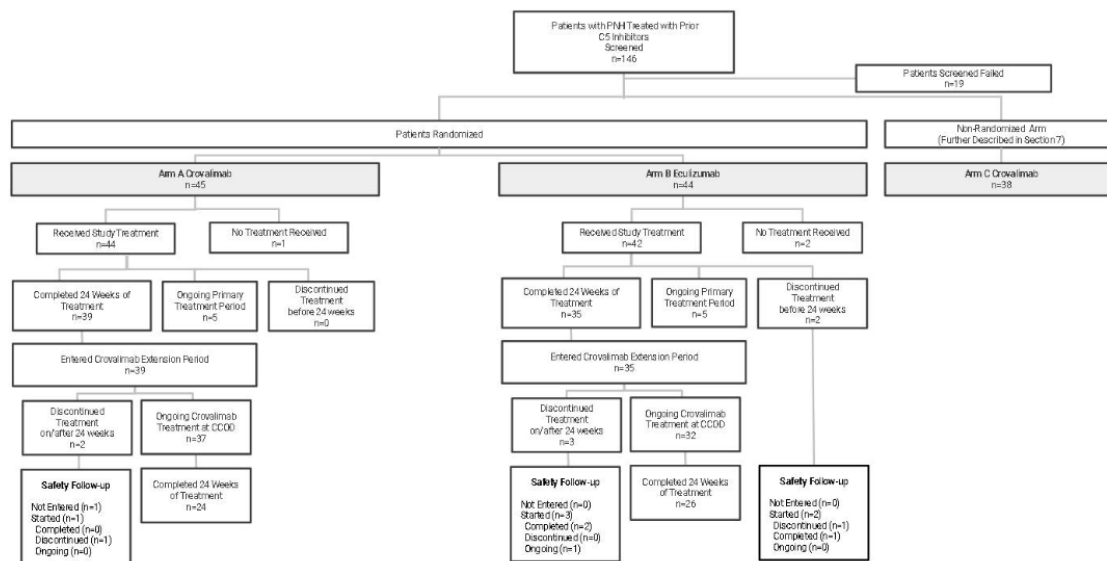 Patients with PNH Treated with Prior
C5 Inhibitors
Screened
n=146
Patients Screened Failed
n=19
Patients Randomized
Non-Randomized Arm
(Further Described in Section 7)
Arm A Crovalimab
n=45
Arm B Eculizumab
n=44
Arm C Crovalimab
n=38
Received Study Treatment
n=44
No Treatment Received
n=1
Received Study Treatment
n=42
No Treatment Received
n=2
Completed 24 Weeks of
Treatment
n=39
Ongoing Primary
Treatment Period
n=5
Discontinued
Treatment
before 24 weeks
n=0
Completed 24 Weeks of
Treatment
n=35
Ongoing Primary
Treatment Period
n=5
Discontinued
Treatment
before 24 weeks
n=2
Entered Crovalimab Extension Period
n=39
Entered Crovalimab Extension Period
n=35
Discontinued
Treatment
on/after 24 weeks
n=2
Ongoing Crovalimab
Treatment at CCOD
n=37
Discontinued
Treatment
on/after 24 weeks
n=3
Ongoing Crovalimab
Treatment at CCOD
n=32
Safety Follow-up
Not Entered (n=1)
Started (n=1)
Completed (n=0)
Discontinued (n=1)
Ongoing (n=0)
Completed 24 Weeks
of Treatment
n=24
Safety Follow-up
Not Entered (n=0)
Started (n=3)
Completed (n=2)
Discontinued (n=0)
Ongoing (n=1)
Completed 24 Weeks
of Treatment
n=26
Safety Follow-up
Not Entered (n=0)
Started (n=2)
Discontinued (n=1)
Completed (n=1)
Ongoing (n=0)